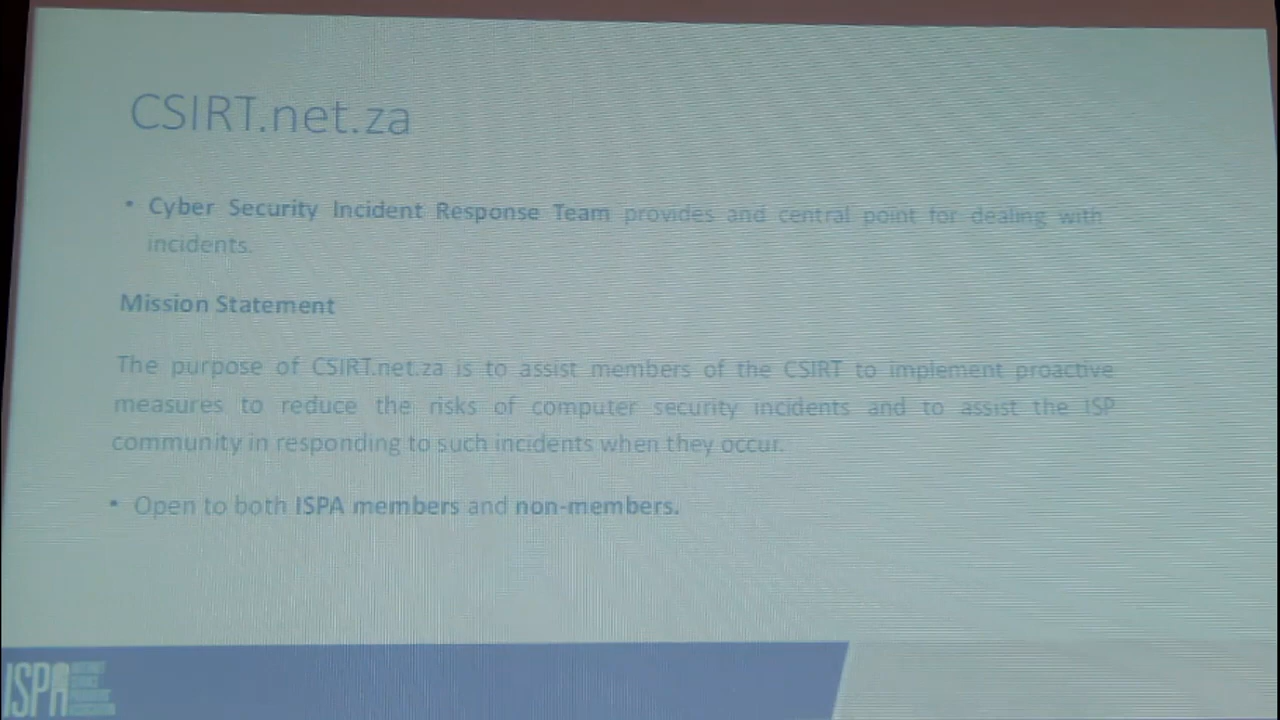 CSIRT.net.za
• Cyber Security Incident Response Team provides and central point for dealing with
incidents.
Mission Statement
The purpose of CSIRT.net.za is to assist members of the CSIRT to implement proactive
measures to reduce the risks of computer security incidents and to assist the ISP
community in responding to such incidents when they occur.
• Open to both ISPA members and non-members.
ISPA